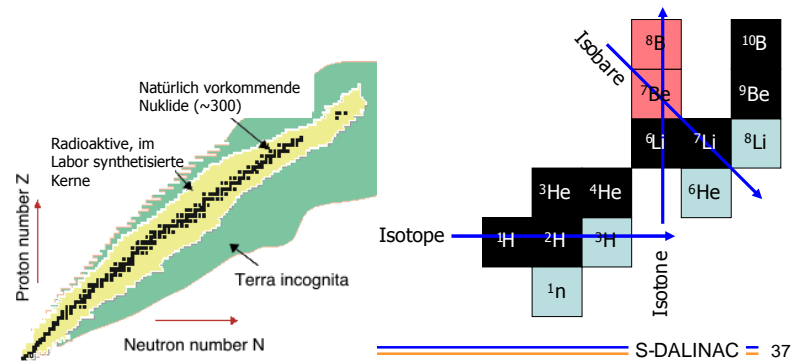 Natürlich vorkommende
Nuklide (~300)
Radioaktive, im
Labor synthetisierte
Kerne
Proton number Z
Terra incognita
Neutron number N
Isobare
⁸B
¹⁰B
⁷Be
⁹Be
⁶Li
⁷Li
⁸Li
³He
⁴He
⁶He
Isotope
¹H
²H
³H
Isotone
¹n
S-DALINAC
37